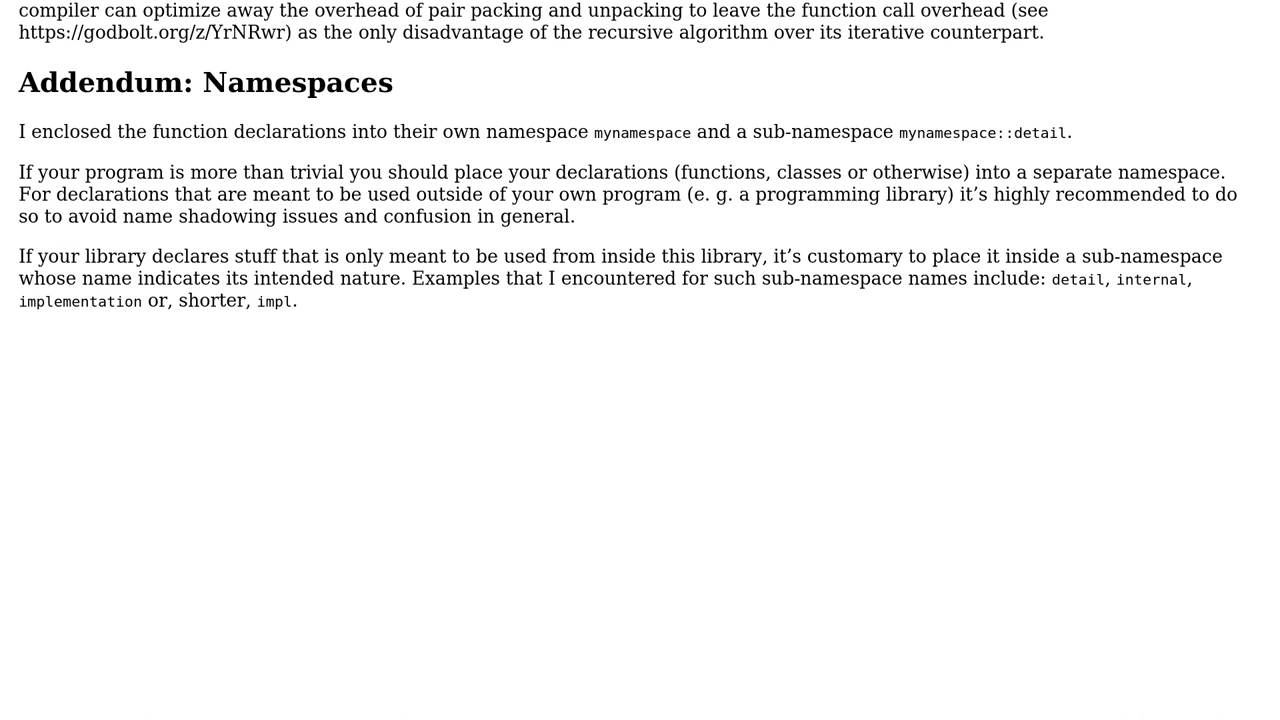 compiler can optimize away the overhead of pair packing and unpacking to leave the function call overhead (see
https://godbolt.org/z/YrNRwr) as the only disadvantage of the recursive algorithm over its iterative counterpart.
Addendum: Namespaces
I enclosed the function declarations into their own namespace mynamespace and a sub-namespace mynamespace::detail.
If your program is more than trivial you should place your declarations (functions, classes or otherwise) into a separate namespace.
For declarations that are meant to be used outside of your own program (e. g. a programming library) it’s highly recommended to do
so to avoid name shadowing issues and confusion in general.
If your library declares stuff that is only meant to be used from inside this library, it’s customary to place it inside a sub-namespace
whose name indicates its intended nature. Examples that I encountered for such sub-namespace names include: detail, internal,
implementation or, shorter, impl.